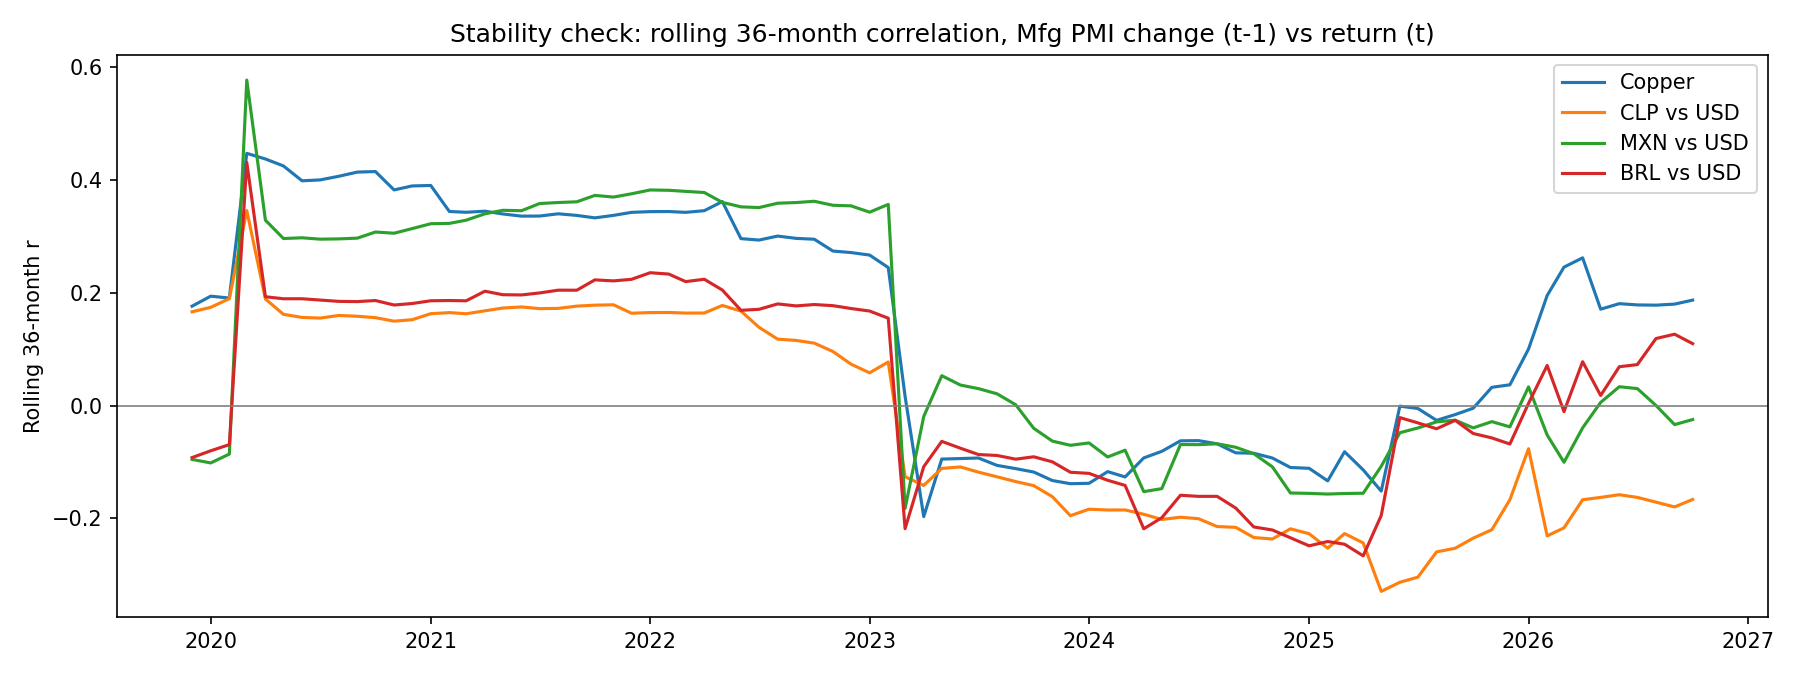 Stability check: rolling 36-month correlation, Mfg PMI change (t-1) vs return (t)
Rolling 36-month r
0.6
0.4
0.2
0.0
−0.2
2020
2021
2022
2023
2024
2025
2026
2027
Copper
CLP vs USD
MXN vs USD
BRL vs USD